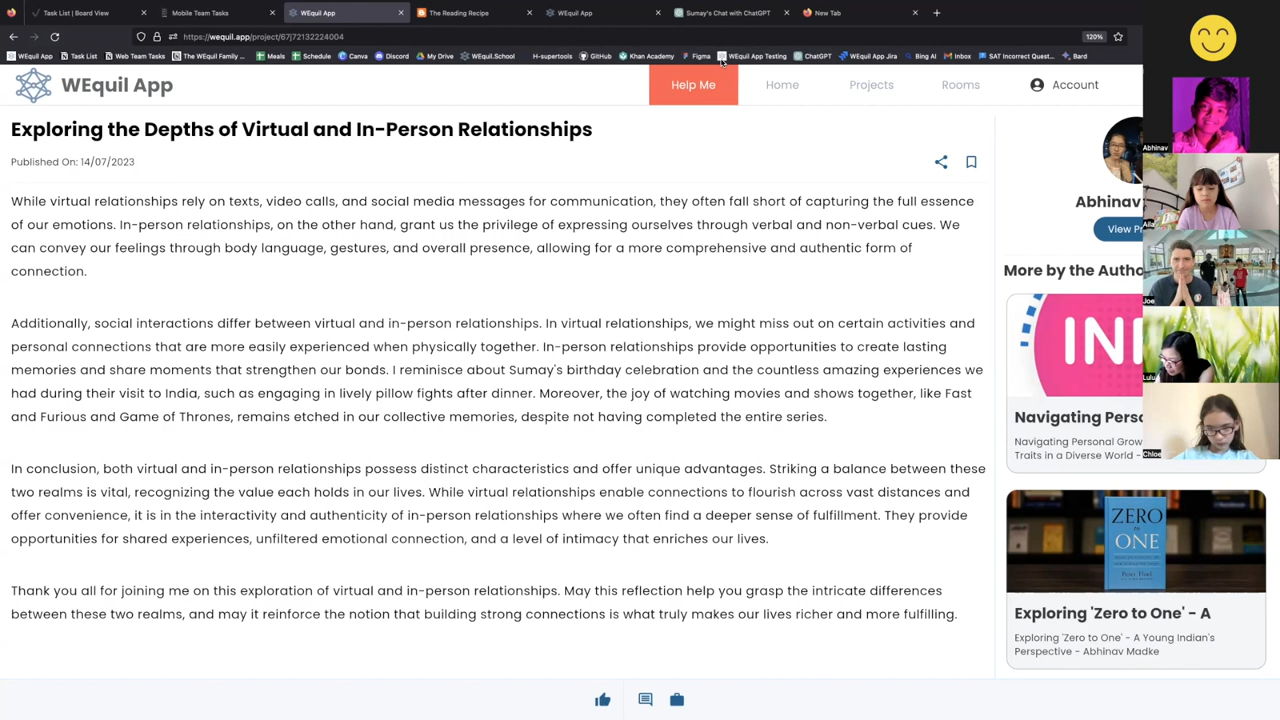 Task List | Board View
Mobile Team Tasks
WEquil App
The Reading Recipe
WEquil App
Sumay's Chat with ChatGPT
New Tab
https://wequil.app/project/67j72132224004
120%
WEquil App
Task List
Web Team Tasks
The WEquil Family ...
Meals
Schedule
Canva
Discord
My Drive
WEquil.School
H-supertools
GitHub
Khan Academy
Figma
WEquil App Testing
ChatGPT
WEquil App Jira
Bing AI
Inbox
SAT Incorrect Quest...
Bard
WEquil App
Help Me
Home
Projects
Rooms
Account
Exploring the Depths of Virtual and In-Person Relationships
Published On: 14/07/2023
While virtual relationships rely on texts, video calls, and social media messages for communication, they often fall short of capturing the full essence
of our emotions. In-person relationships, on the other hand, grant us the privilege of expressing ourselves through verbal and non-verbal cues. We
can convey our feelings through body language, gestures, and overall presence, allowing for a more comprehensive and authentic form of
connection.
Additionally, social interactions differ between virtual and in-person relationships. In virtual relationships, we might miss out on certain activities and
personal connections that are more easily experienced when physically together. In-person relationships provide opportunities to create lasting
memories and share moments that strengthen our bonds. I reminisce about Sumay's birthday celebration and the countless amazing experiences we
had during their visit to India, such as engaging in lively pillow fights after dinner. Moreover, the joy of watching movies and shows together, like Fast
and Furious and Game of Thrones, remains etched in our collective memories, despite not having completed the entire series.
In conclusion, both virtual and in-person relationships possess distinct characteristics and offer unique advantages. Striking a balance between these
two realms is vital, recognizing the value each holds in our lives. While virtual relationships enable connections to flourish across vast distances and
offer convenience, it is in the interactivity and authenticity of in-person relationships where we often find a deeper sense of fulfillment. They provide
opportunities for shared experiences, unfiltered emotional connection, and a level of intimacy that enriches our lives.
Thank you all for joining me on this exploration of virtual and in-person relationships. May this reflection help you grasp the intricate differences
between these two realms, and may it reinforce the notion that building strong connections is what truly makes our lives richer and more fulfilling.
Abhinav
View Pr
More by the Autho
IN
Navigating Perso
Navigating Personal Grow
Traits in a Diverse World -
ZERO
to
ONE
Exploring 'Zero to One' - A
Exploring 'Zero to One' - A Young Indian's
Perspective - Abhinav Madke
Abhinav
Joe
Lulu
Chloe